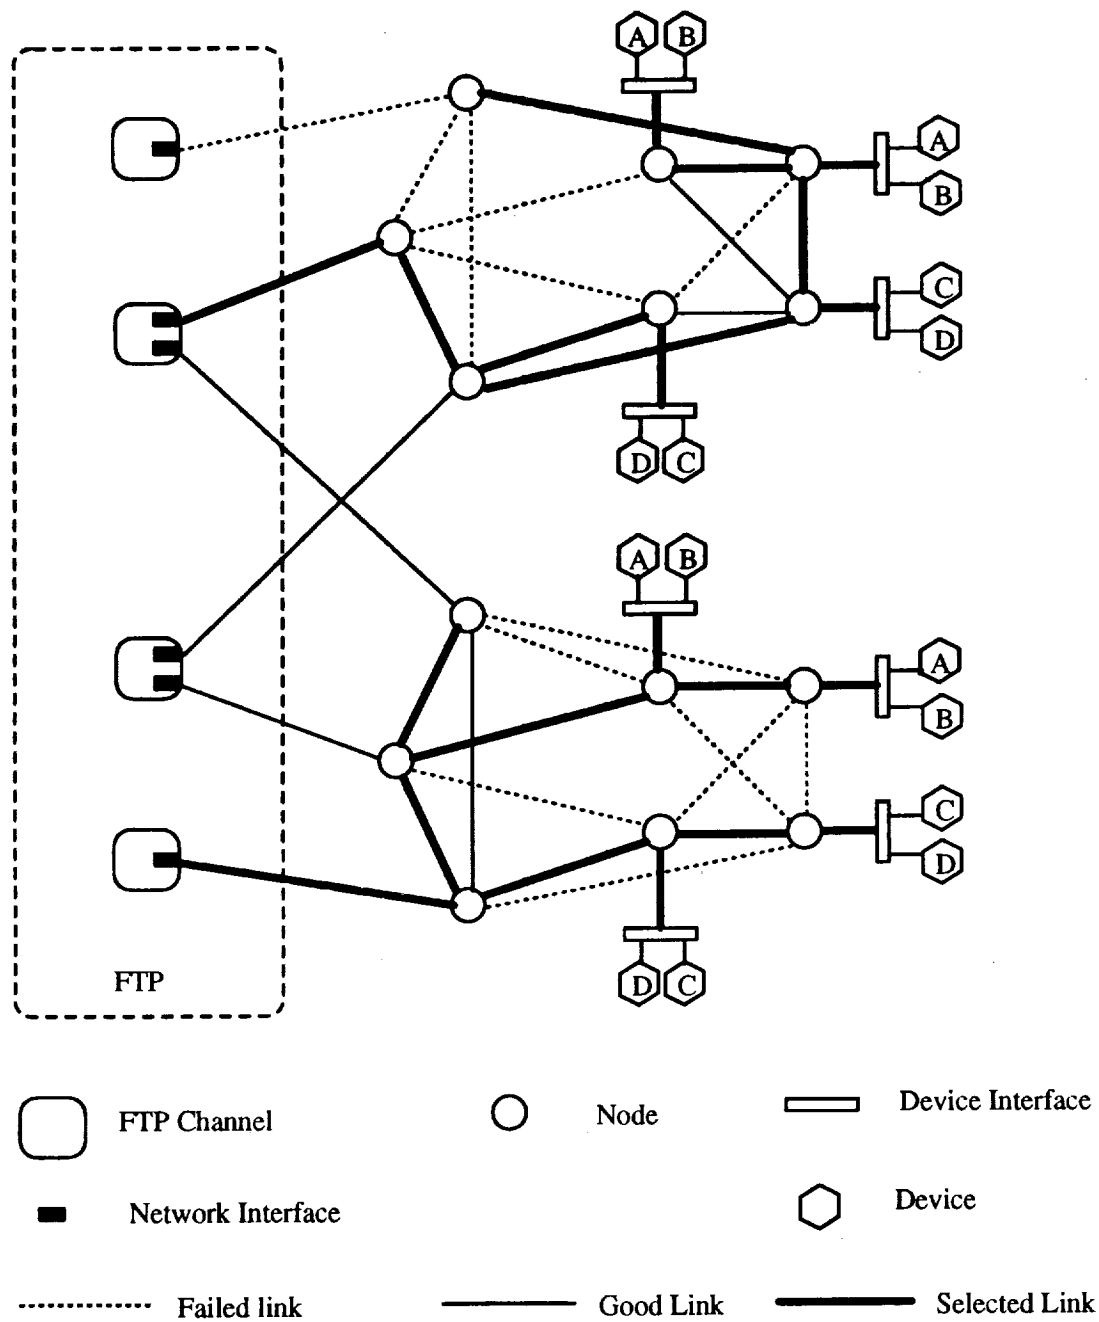 A B
A
B
C
D
D C
A B
A
B
C
D
D C
FTP
FTP Channel
Node
Device Interface
Network Interface
Device
Failed link
Good Link
Selected Link